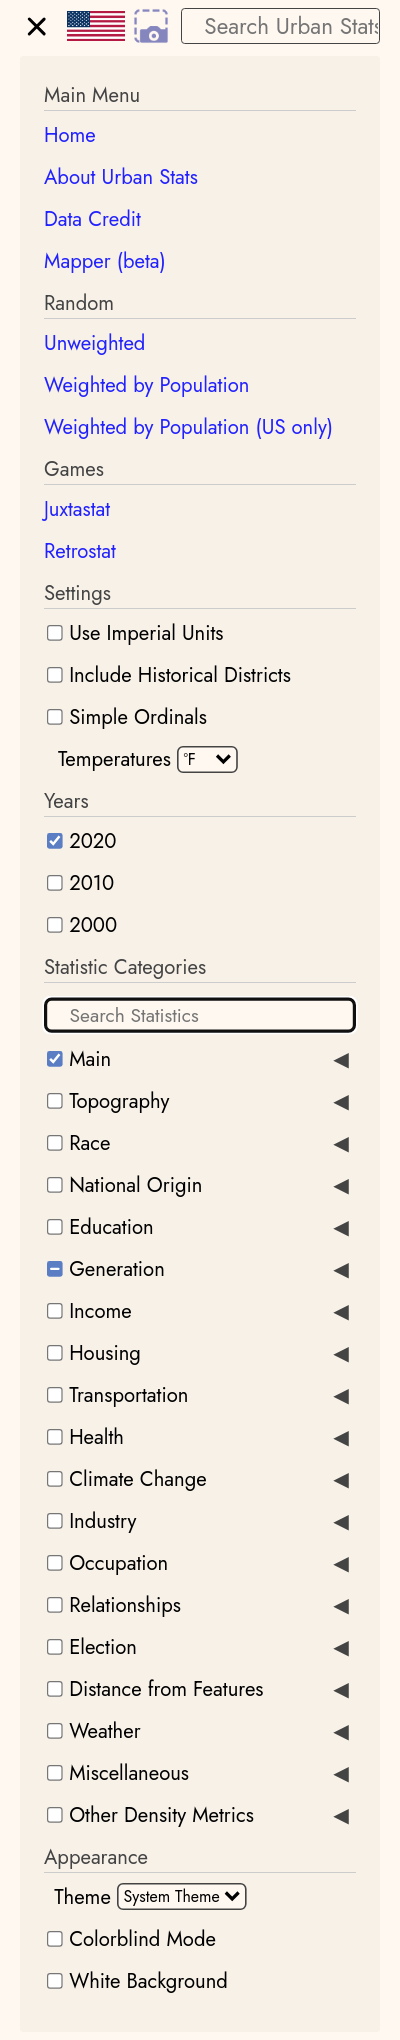 Search Urban Stats
Main Menu
Home
About Urban Stats
Data Credit
Mapper (beta)
Random
Unweighted
Weighted by Population
Weighted by Population (US only)
Games
Juxtastat
Retrostat
Settings
Use Imperial Units
Include Historical Districts
Simple Ordinals
Temperatures °F
Years
2020
2010
2000
Statistic Categories
Search Statistics
Main
Topography
Race
National Origin
Education
Generation
Income
Housing
Transportation
Health
Climate Change
Industry
Occupation
Relationships
Election
Distance from Features
Weather
Miscellaneous
Other Density Metrics
Appearance
Theme System Theme
Colorblind Mode
White Background